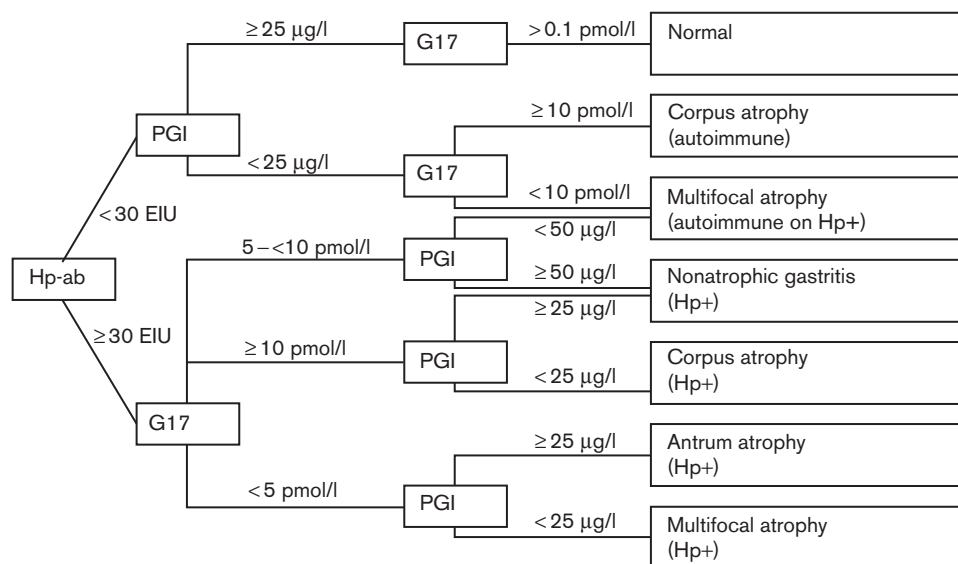 ≥25 μg/l
G17
>0.1 pmol/l
Normal
PGI
<25 μg/l
G17
≥10 pmol/l
Corpus atrophy
(autoimmune)
<10 pmol/l
Multifocal atrophy
(autoimmune on Hp+)
<30 EIU
Hp-ab
≥30 EIU
5–<10 pmol/l
PGI
<50 μg/l
≥50 μg/l
Nonatrophic gastritis
(Hp+)
≥10 pmol/l
PGI
≥25 μg/l
<25 μg/l
Corpus atrophy
(Hp+)
G17
<5 pmol/l
PGI
≥25 μg/l
Antrum atrophy
(Hp+)
<25 μg/l
Multifocal atrophy
(Hp+)